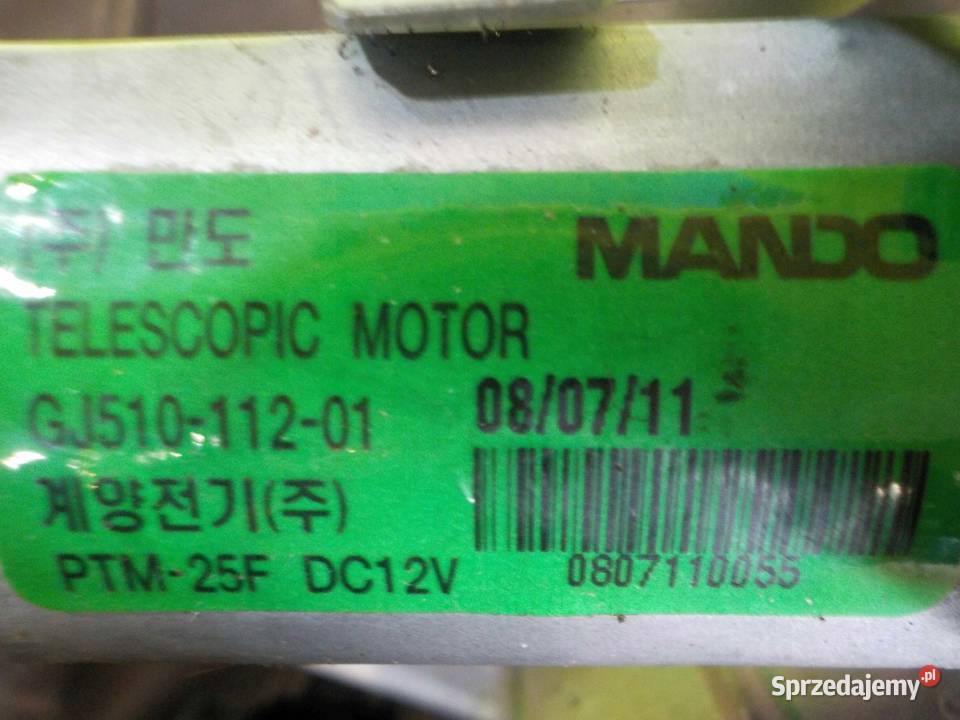 (주) 만도 MANDO
TELESCOPIC MOTOR
GJ510-112-01 08/07/11
계양전기(주)
PTM-25F DC12V 0807110055
Sprzedajemy.pl